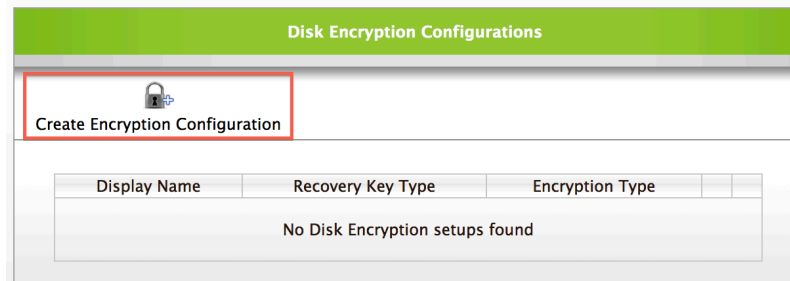 Disk Encryption Configurations
Create Encryption Configuration
Display Name Recovery Key Type Encryption Type
No Disk Encryption setups found